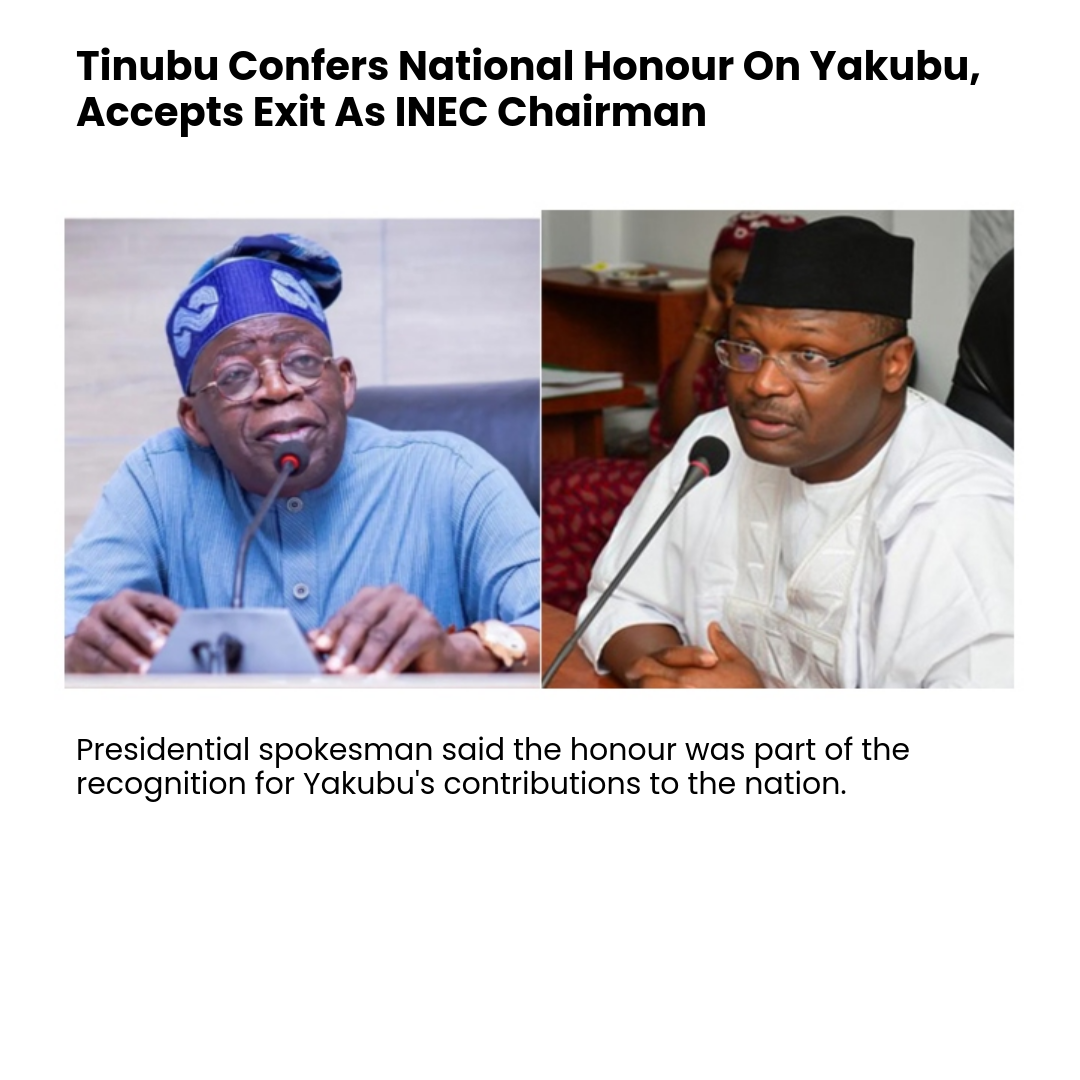 Tinubu Confers National Honour On Yakubu,
Accepts Exit As INEC Chairman
Presidential spokesman said the honour was part of the
recognition for Yakubu's contributions to the nation.